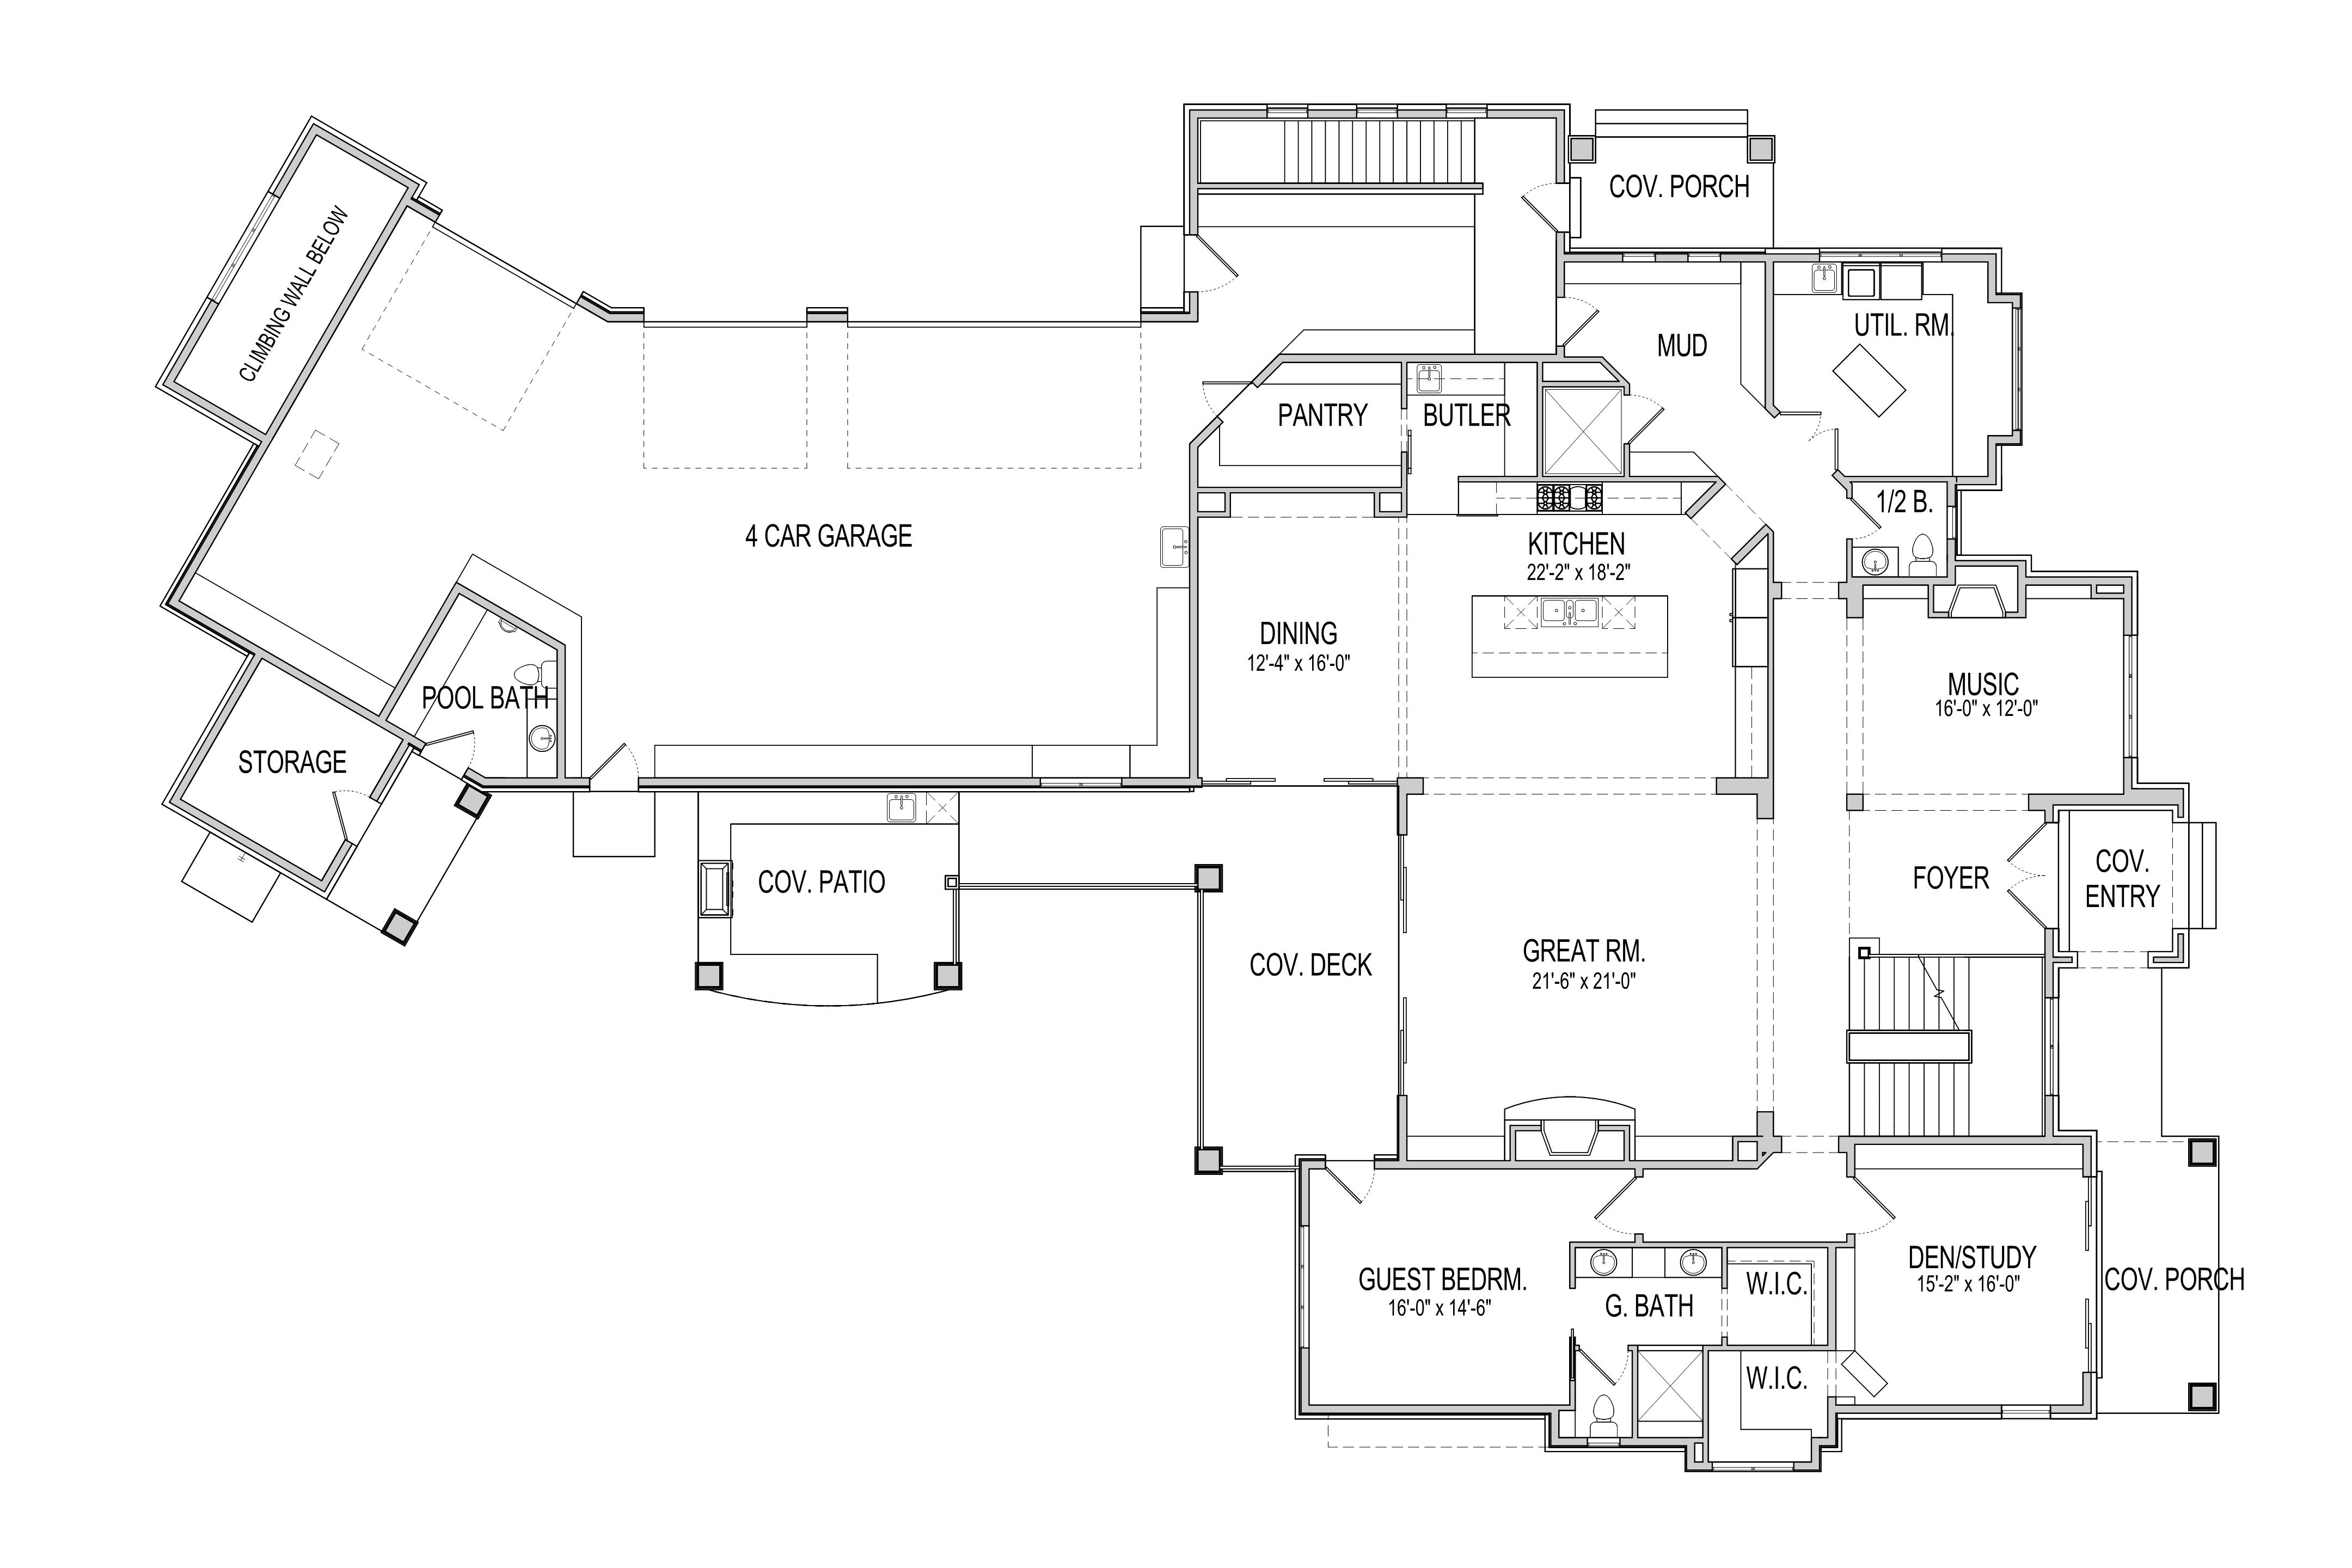 COV. PORCH
CLIMBING WALL BELOW
UTIL. RM.
MUD
PANTRY
BUTLER
1/2 B.
4 CAR GARAGE
KITCHEN
22'-2" x 18'-2"
DINING
12'-4" x 16'-0"
MUSIC
16'-0" x 12'-0"
POOL BATH
STORAGE
COV. PATIO
FOYER
COV.
ENTRY
COV. DECK
GREAT RM.
21'-6" x 21'-0"
GUEST BEDRM.
16'-0" x 14'-6"
G. BATH
W.I.C.
DEN/STUDY
15'-2" x 16'-0"
COV. PORCH
W.I.C.